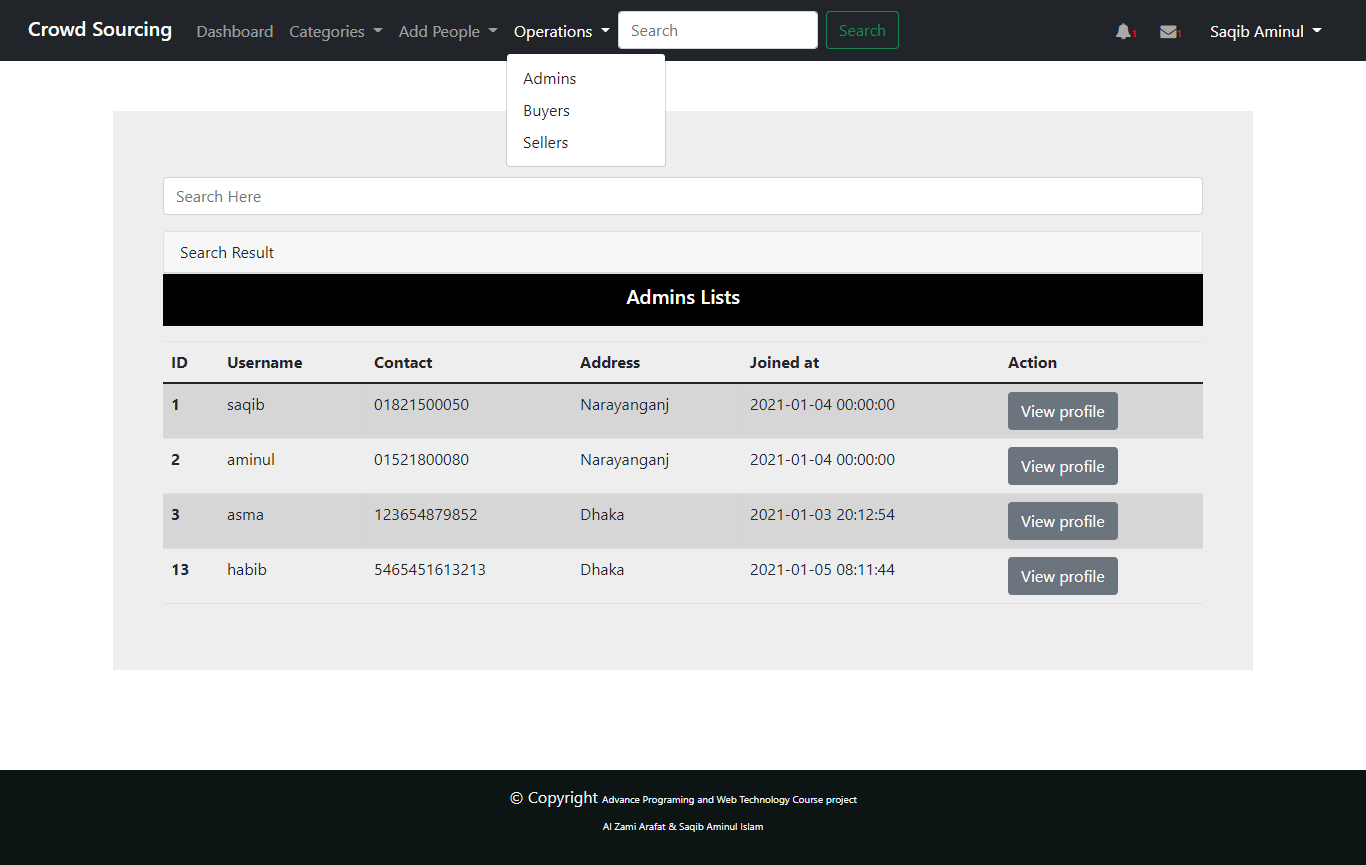 Crowd Sourcing Dashboard Categories Add People Operations Search Search 1 1 Saqib Aminul
Admins
Buyers
Sellers
Search Here
Search Result
Admins Lists
ID Username Contact Address Joined at Action
1 saqib 01821500050 Narayanganj 2021-01-04 00:00:00 View profile
2 aminul 01521800080 Narayanganj 2021-01-04 00:00:00 View profile
3 asma 123654879852 Dhaka 2021-01-03 20:12:54 View profile
13 habib 5465451613213 Dhaka 2021-01-05 08:11:44 View profile
© Copyright Advance Programing and Web Technology Course project
Al Zami Arafat & Saqib Aminul Islam